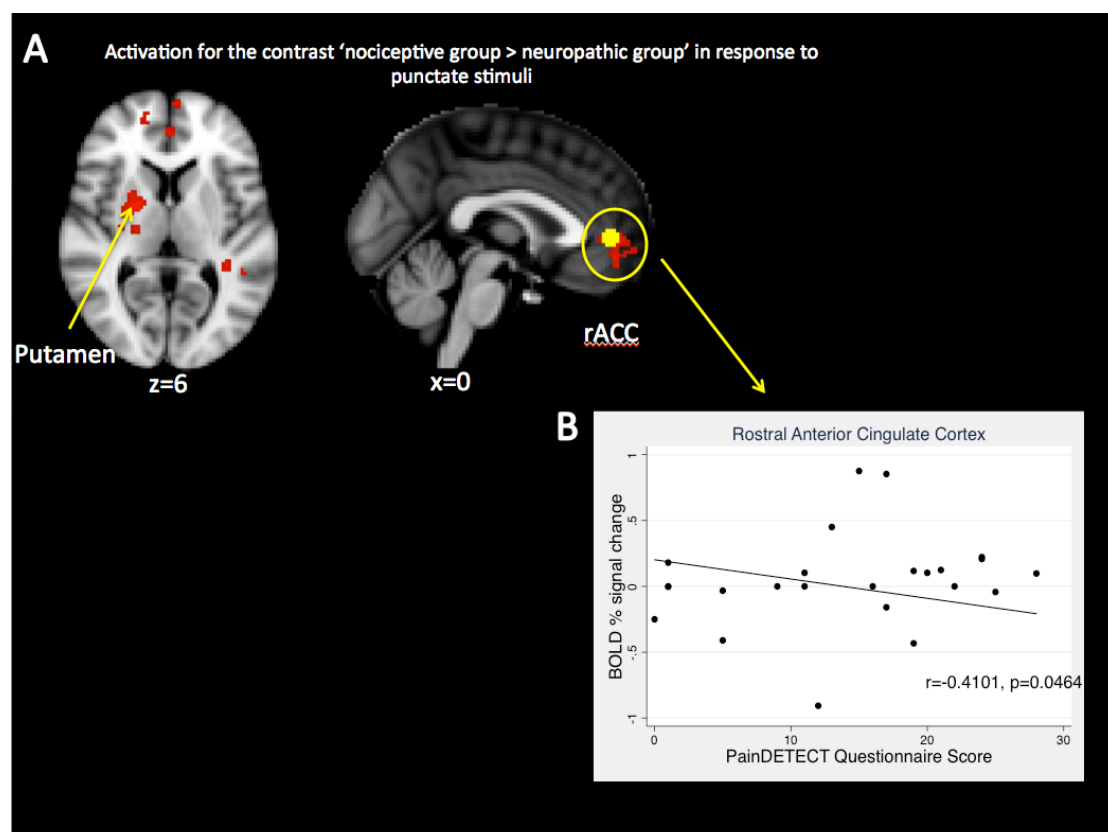 A
Activation for the contrast ‘nociceptive group > neuropathic group’ in response to
punctate stimuli
Putamen
z=6
x=0
rACC
B
Rostral Anterior Cingulate Cortex
BOLD % signal change
1
.5
0
-.5
-1
r=-0.4101, p=0.0464
0
10
20
30
PainDETECT Questionnaire Score